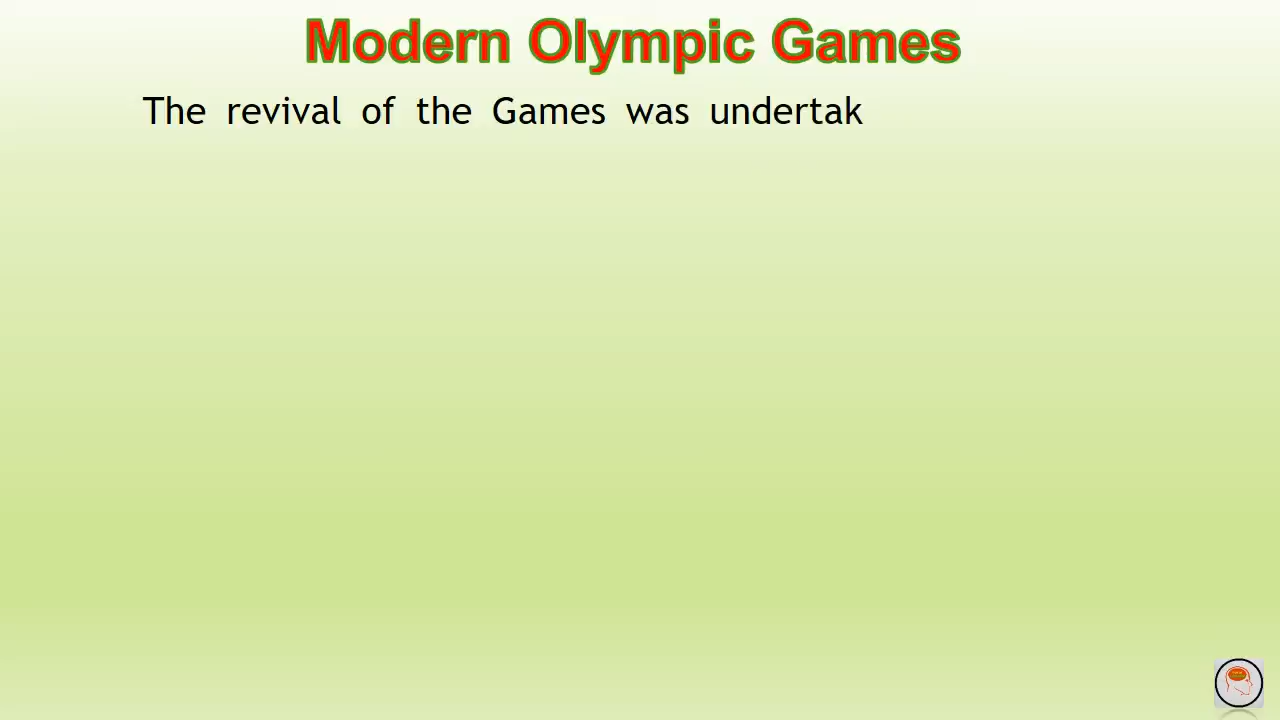 Modern Olympic Games
The revival of the Games was undertak